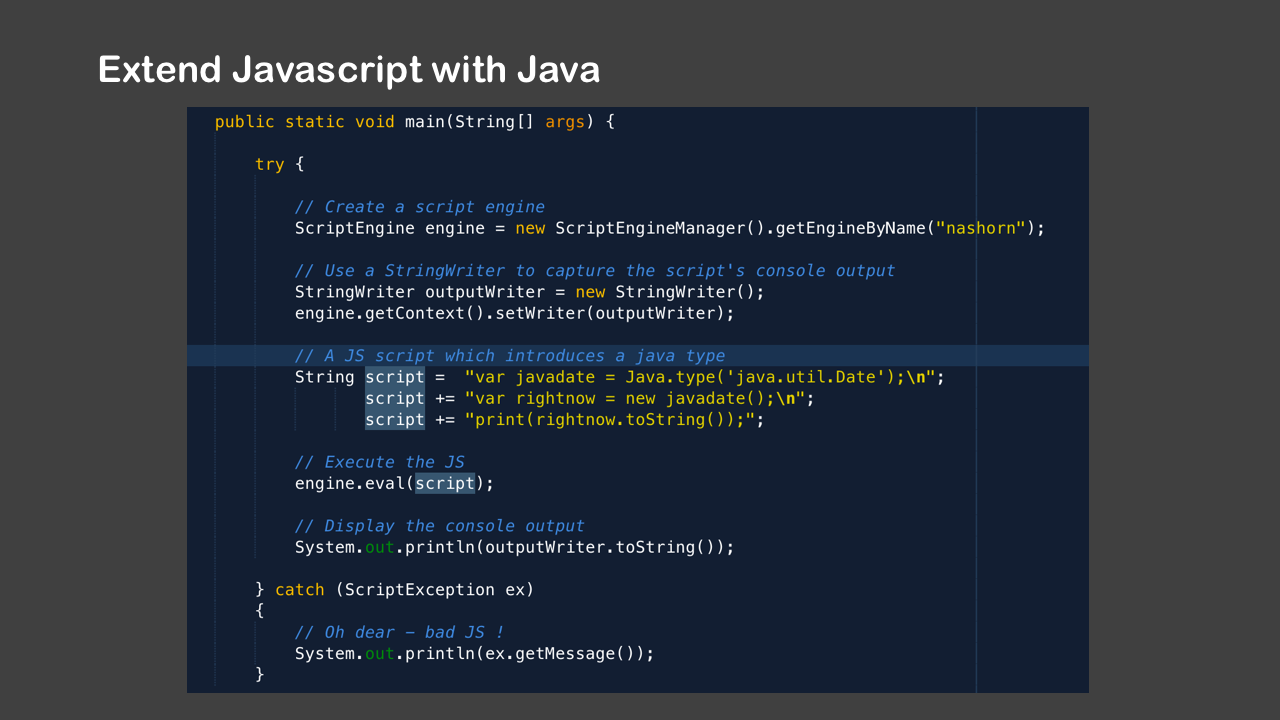 Extend Javascript with Java
public static void main(String[] args) {
try {
// Create a script engine
ScriptEngine engine = new ScriptEngineManager().getEngineByName("nashorn");
// Use a StringWriter to capture the script's console output
StringWriter outputWriter = new StringWriter();
engine.getContext().setWriter(outputWriter);
// A JS script which introduces a java type
String script =  "var javadate = Java.type('java.util.Date');\n";
script += "var rightnow = new javadate();\n";
script += "print(rightnow.toString());";
// Execute the JS
engine.eval(script);
// Display the console output
System.out.println(outputWriter.toString());
} catch (ScriptException ex)
{
// Oh dear – bad JS !
System.out.println(ex.getMessage());
}